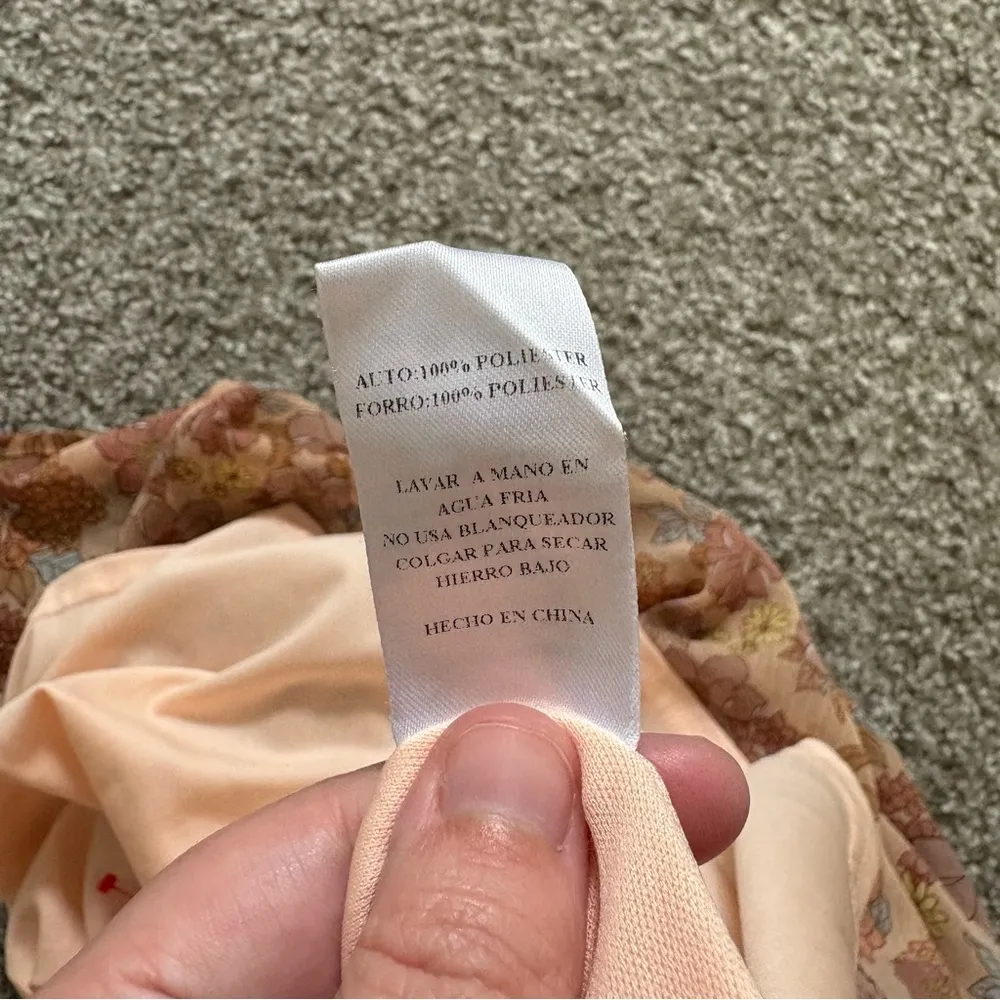 AUTO:100% POLIESTER
FORRO:100% POLIESTER
LAVAR A MANO EN
AGUA FRIA
NO USA BLANQUEADOR
COLGAR PARA SECAR
HIERRO BAJO
HECHO EN CHINA